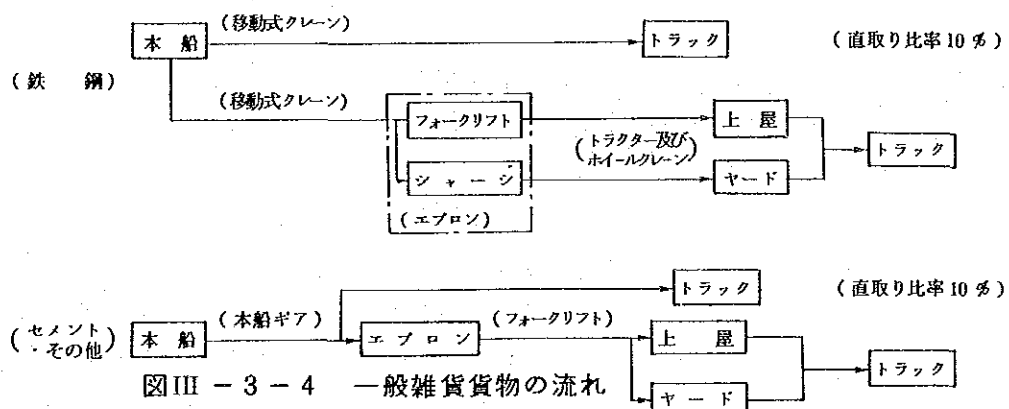 (移動式クレーン)
本船
トラック
(直取り比率10%)
(鉄鋼)
(移動式クレーン)
フォークリフト
上屋
(トラクター及び
ホイールクレーン)
トラック
シャーシ
ヤード
(エプロン)
トラック
(直取り比率10%)
(セメント
・その他)
本船
(本船ギア)
エプロン
(フォークリフト)
上屋
トラック
ヤード
図III-3-4 一般雑貨貨物の流れ